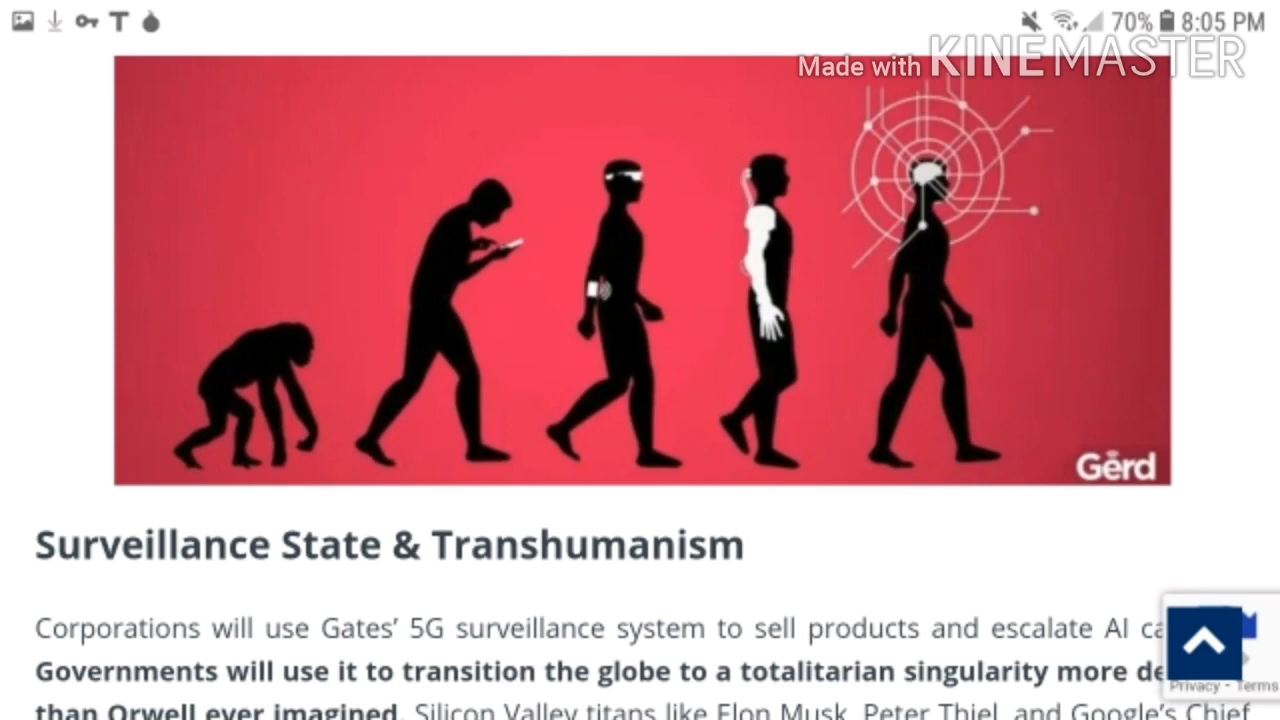 T 70% 8:05 PM
Made with KINEMASTER
Gerd
Surveillance State & Transhumanism
Corporations will use Gates' 5G surveillance system to sell products and escalate AI
Governments will use it to transition the globe to a totalitarian singularity more
Privacy - Terms
than Orwell ever imagined. Silicon Valley titans like Elon Musk, Peter Thiel, and Google's Chief